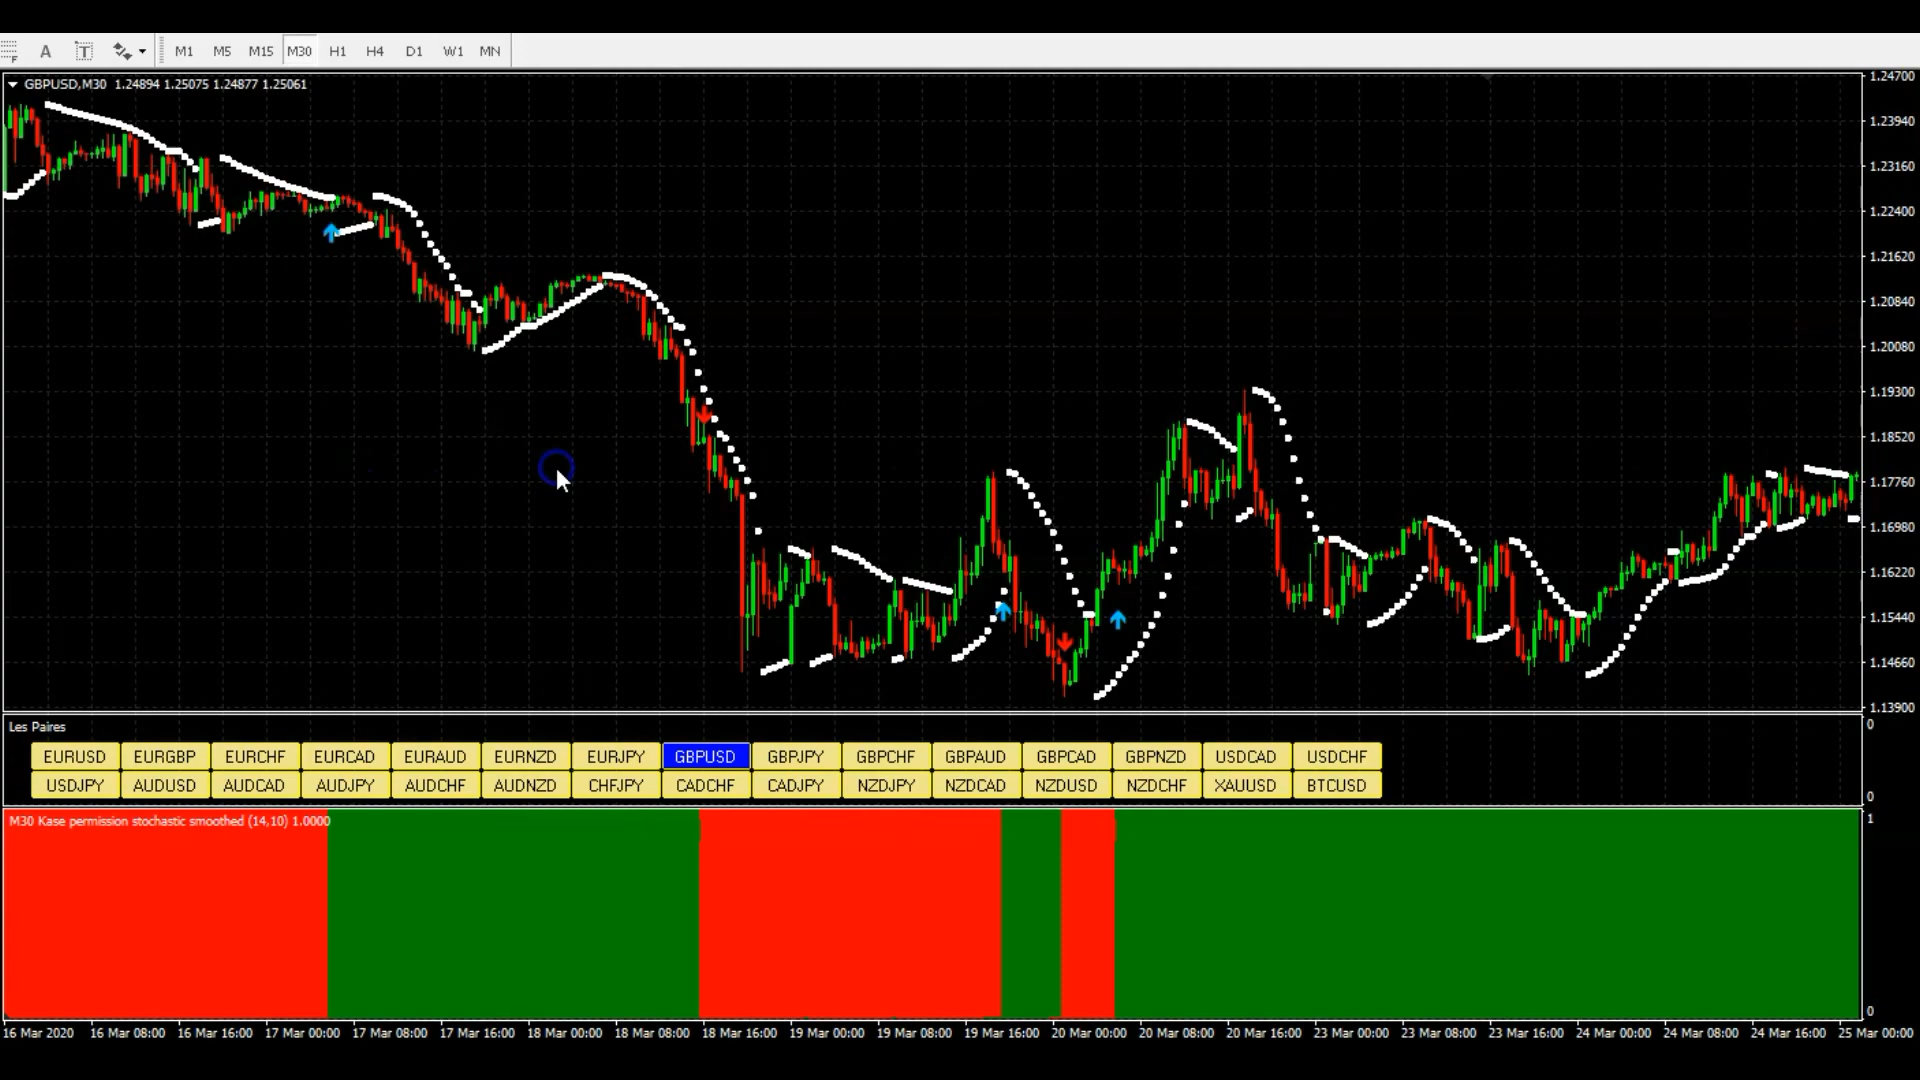 A T M1 M5 M15 M30 H1 H4 D1 W1 MN
GBPUSD,M30 1.24894 1.25075 1.24877 1.25061
1.24700
1.23940
1.23160
1.22400
1.21620
1.20840
1.20080
1.19300
1.18520
1.17760
1.16980
1.16220
1.15440
1.14660
1.13900
Les Paires
0
EURUSD EURGBP EURCHF EURCAD EURAUD EURNZD EURJPY GBPUSD GBPJPY GBPCHF GBPAUD GBPCAD GBPNZD USDCAD USDCHF
USDJPY AUDUSD AUDCAD AUDJPY AUDCHF AUDNZD CHFJPY CADCHF CADJPY NZDJPY NZDCAD NZDUSD NZDCHF XAUUSD BTCUSD
0
M30 Kase permission stochastic smoothed (14,10) 1.0000
1
0
16 Mar 2020 16 Mar 08:00 16 Mar 16:00 17 Mar 00:00 17 Mar 08:00 17 Mar 16:00 18 Mar 00:00 18 Mar 08:00 18 Mar 16:00 19 Mar 00:00 19 Mar 08:00 19 Mar 16:00 20 Mar 00:00 20 Mar 08:00 20 Mar 16:00 23 Mar 00:00 23 Mar 08:00 23 Mar 16:00 24 Mar 00:00 24 Mar 08:00 24 Mar 16:00 25 Mar 00:00